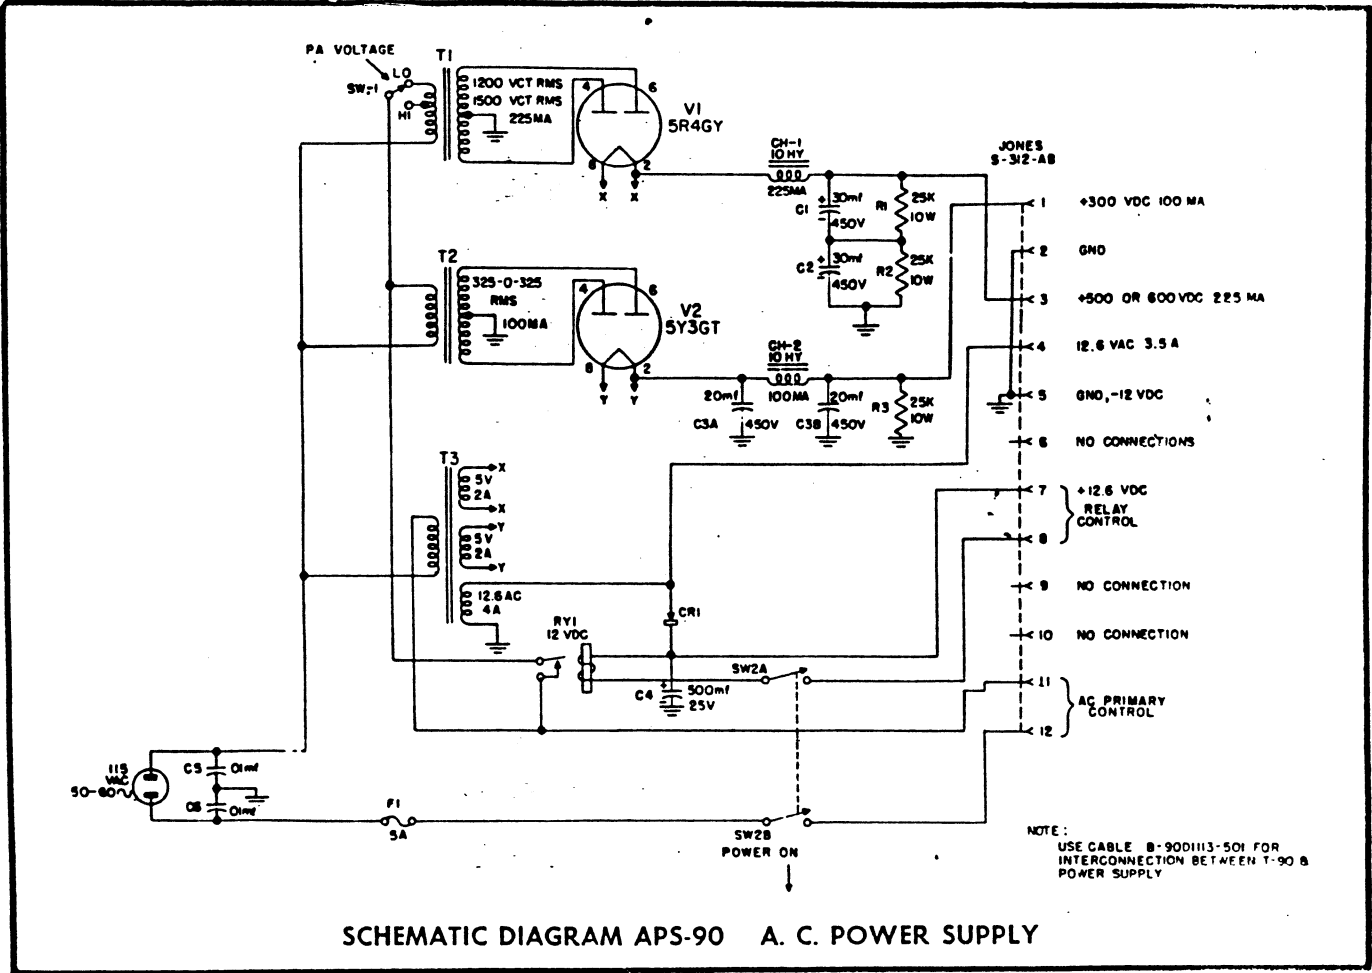 PA VOLTAGE
LO
SW-1
HI
T1
1200 VCT RMS
1500 VCT RMS
225MA
4
6
8
2
X
X
V1
5R4GY
CH-1
10 HY
225MA
C1
30mf
450V
R1
25K
10W
C2
30mf
450V
R2
25K
10W
T2
325-0-325
RMS
100MA
4
6
8
2
Y
Y
V2
5Y3GT
CH-2
10 HY
100MA
20mf
C3A
450V
20mf
C3B
450V
R3
25K
10W
T3
X
5V
2A
X
Y
5V
2A
Y
12.6 AC
4A
CR1
RY1
12 VDC
C4
500mf
25V
SW2A
115
VAC
50-60
C5
.01mf
C6
.01mf
F1
5A
SW2B
POWER ON
JONES
S-312-AB
1 +300 VDC 100 MA
2 GND
3 +500 OR 600 VDC 225 MA
4 12.6 VAC 3.5 A
5 GND, -12 VDC
6 NO CONNECTIONS
7 +12.6 VDC
RELAY
CONTROL
8
9 NO CONNECTION
10 NO CONNECTION
11
AC PRIMARY
CONTROL
12
NOTE:
USE CABLE B-90D1113-501 FOR
INTERCONNECTION BETWEEN T-90 &
POWER SUPPLY
SCHEMATIC DIAGRAM APS-90 A. C. POWER SUPPLY